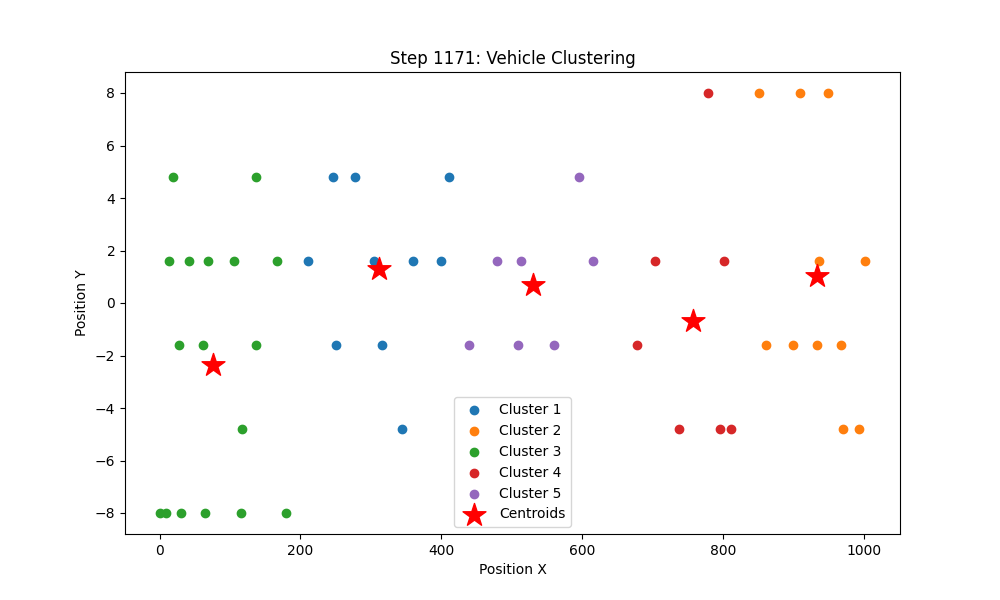 Step 1171: Vehicle Clustering
Position Y
8
6
4
2
0
−2
−4
−6
−8
Cluster 1
Cluster 2
Cluster 3
Cluster 4
Cluster 5
Centroids
0 200 400 600 800 1000
Position X